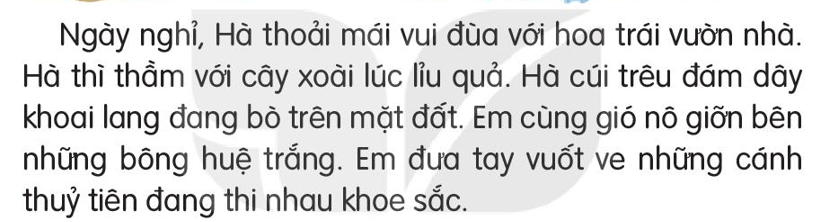 Ngày nghỉ, Hà thoải mái vui đùa với hoa trái vườn nhà.
Hà thì thầm với cây xoài lúc lỉu quả. Hà cúi trêu đám dây
khoai lang đang bò trên mặt đất. Em cùng gió nô giỡn bên
những bông huệ trắng. Em đưa tay vuốt ve những cánh
thuỷ tiên đang thi nhau khoe sắc.